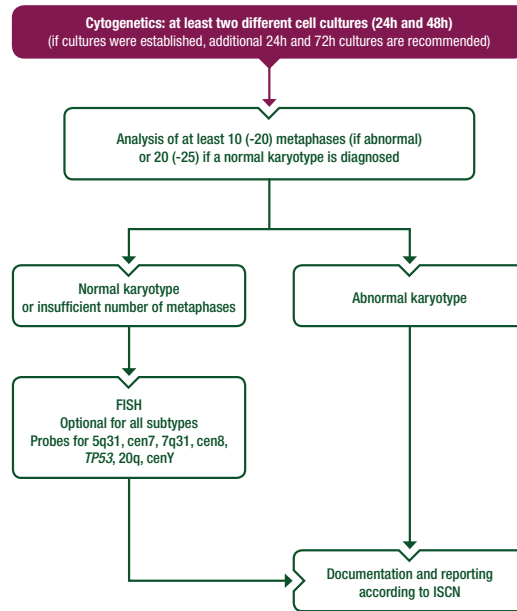 Cytogenetics: at least two different cell cultures (24h and 48h)
(if cultures were established, additional 24h and 72h cultures are recommended)
Analysis of at least 10 (-20) metaphases (if abnormal)
or 20 (-25) if a normal karyotype is diagnosed
Normal karyotype
or insufficient number of metaphases
Abnormal karyotype
FISH
Optional for all subtypes
Probes for 5q31, cen7, 7q31, cen8,
TP53, 20q, cenY
Documentation and reporting
according to ISCN